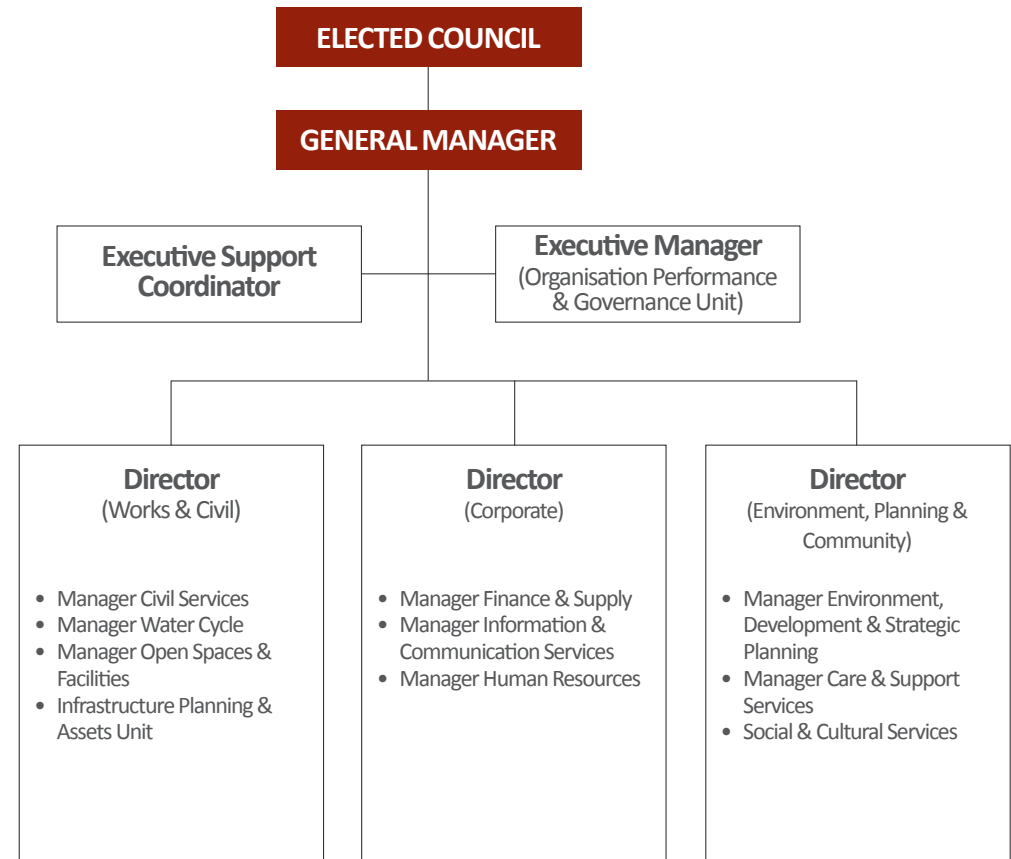 ELECTED COUNCIL
GENERAL MANAGER
Executive Support
Coordinator
Executive Manager
(Organisation Performance
& Governance Unit)
Director
(Works & Civil)
• Manager Civil Services
• Manager Water Cycle
• Manager Open Spaces &
Facilities
• Infrastructure Planning &
Assets Unit
Director
(Corporate)
• Manager Finance & Supply
• Manager Information &
Communication Services
• Manager Human Resources
Director
(Environment, Planning &
Community)
• Manager Environment,
Development & Strategic
Planning
• Manager Care & Support
Services
• Social & Cultural Services